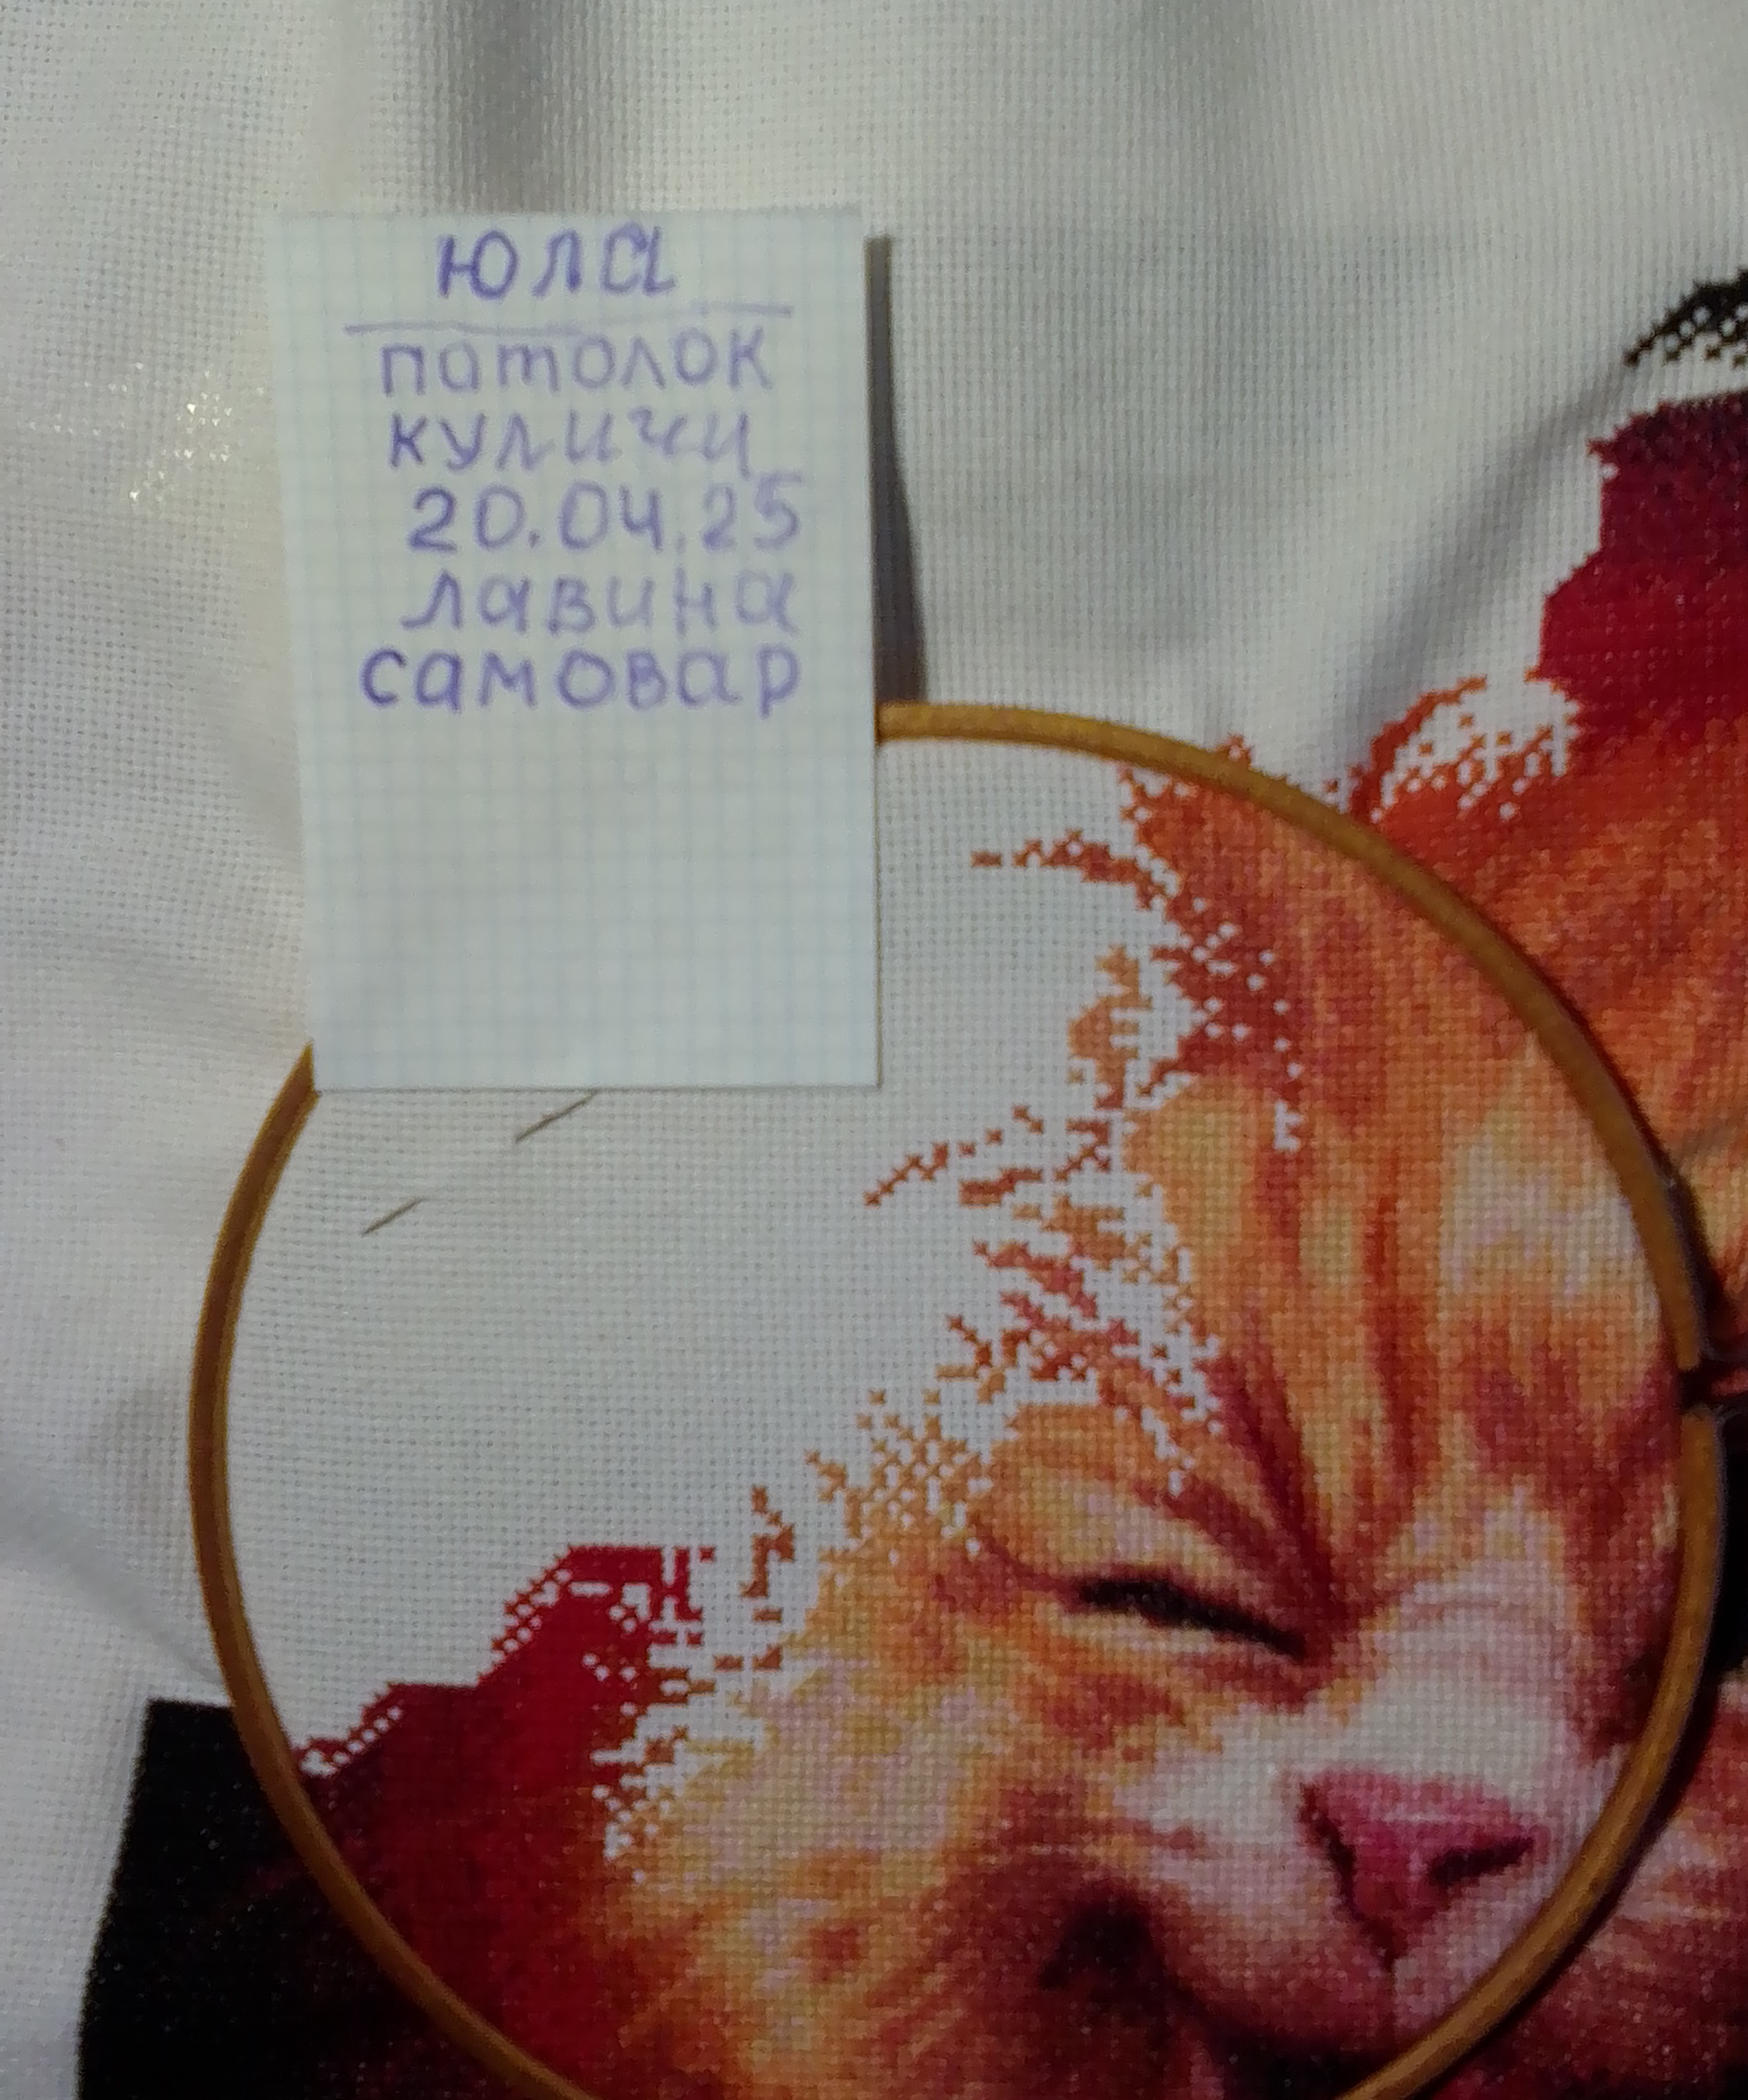 юла
потолок
куличи
20.04.25
лавина
самовар